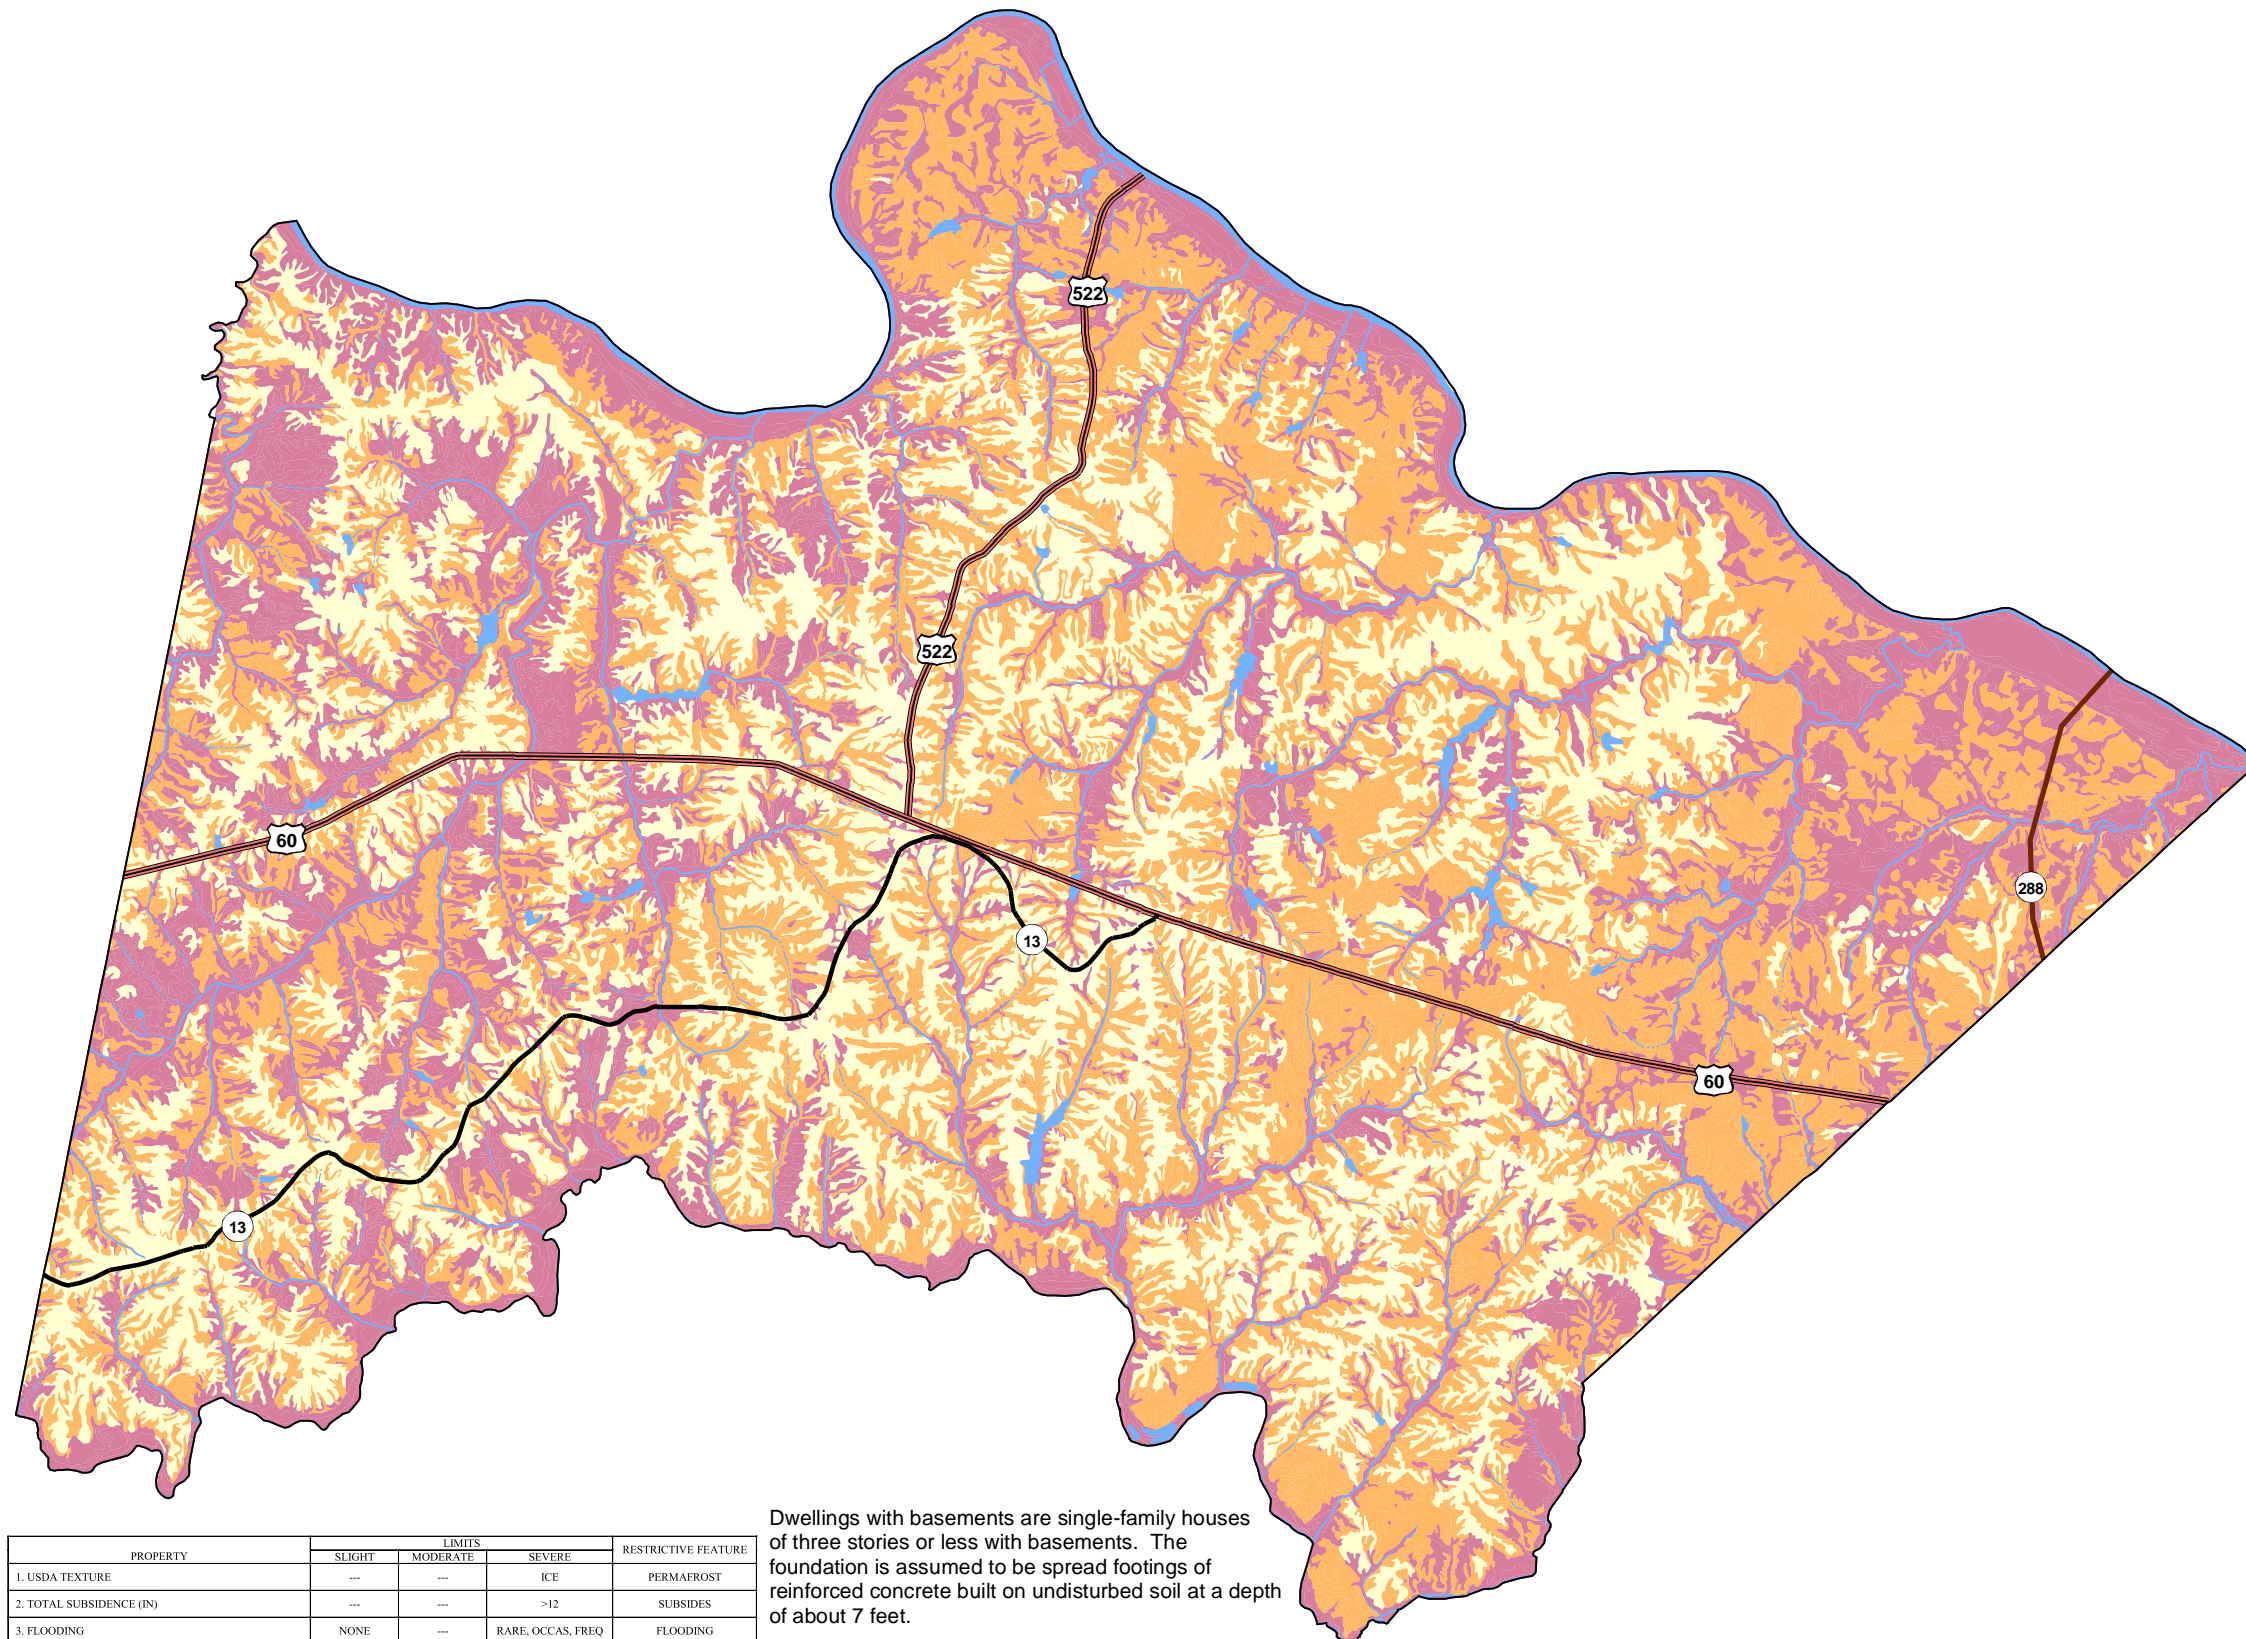 522
522
60
288
13
60
13
Dwellings with basements are single-family houses
of three stories or less with basements. The
foundation is assumed to be spread footings of
reinforced concrete built on undisturbed soil at a depth
of about 7 feet.
PROPERTY LIMITS RESTRICTIVE FEATURE
SLIGHT MODERATE SEVERE
1. USDA TEXTURE --- --- ICE PERMAFROST
2. TOTAL SUBSIDENCE (IN) --- --- >12 SUBSIDES
3. FLOODING NONE --- RARE, OCCAS, FREQ FLOODING